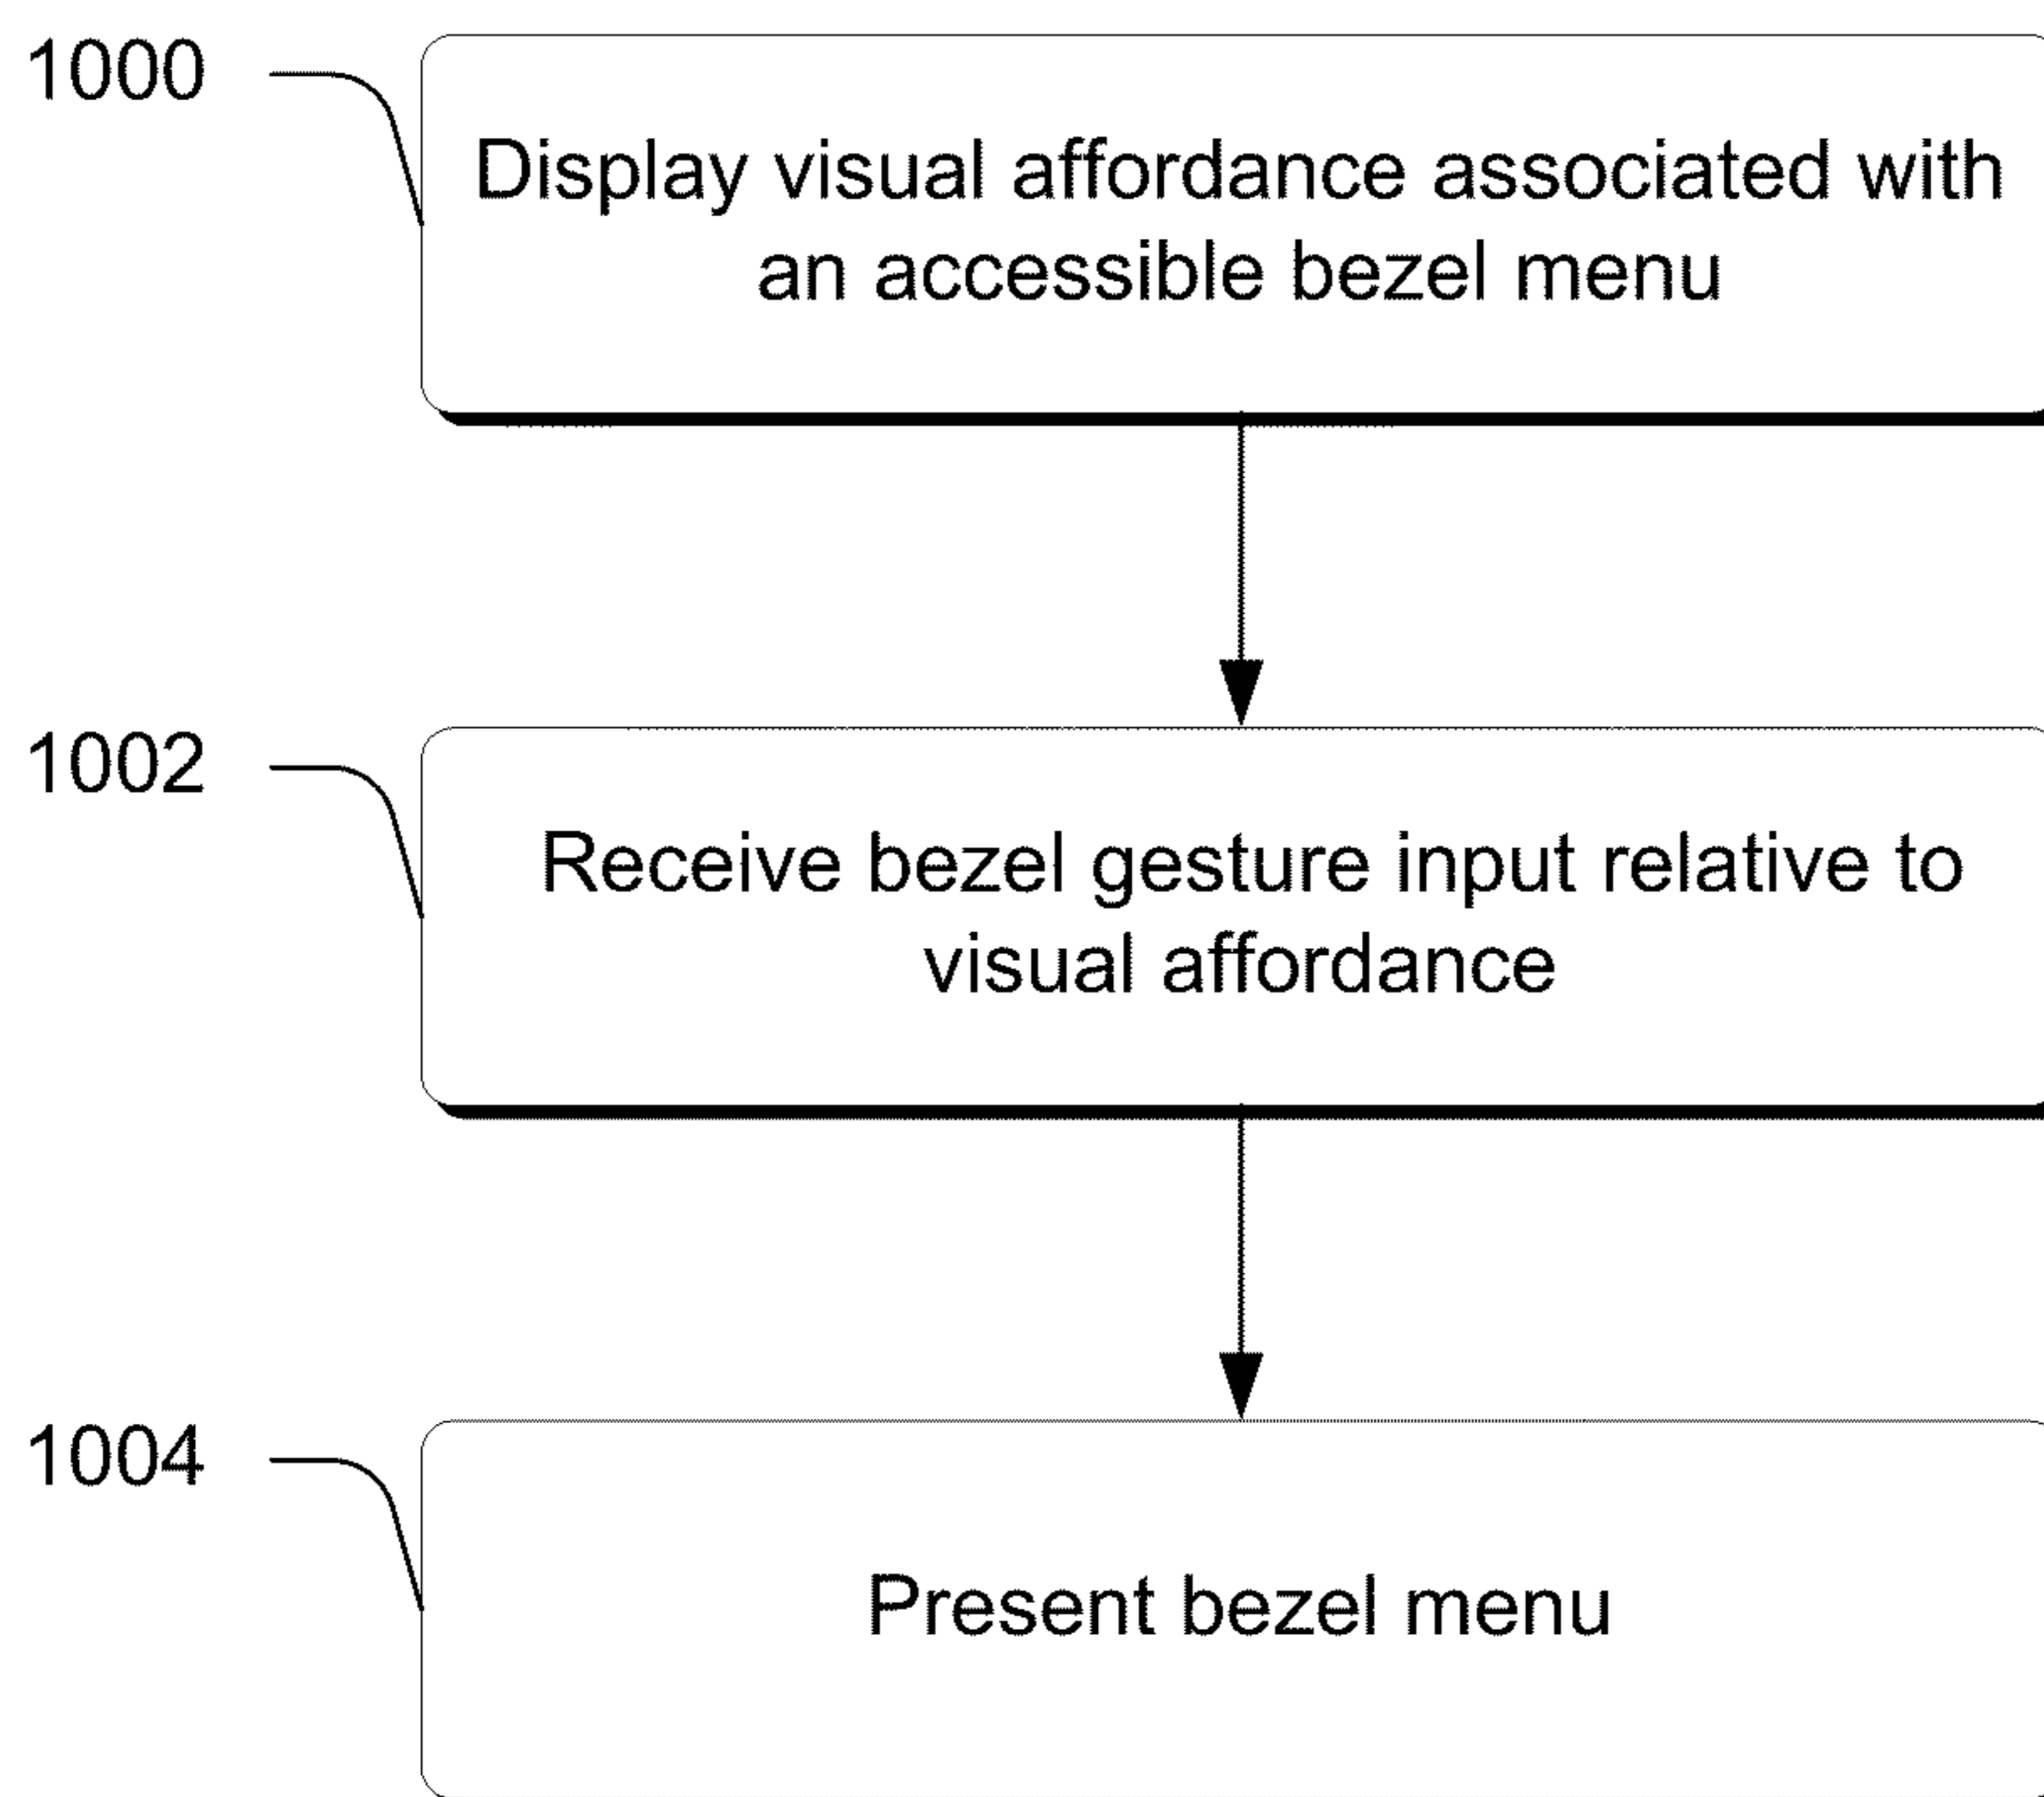 1000
Display visual affordance associated with
an accessible bezel menu
1002
Receive bezel gesture input relative to
visual affordance
1004
Present bezel menu